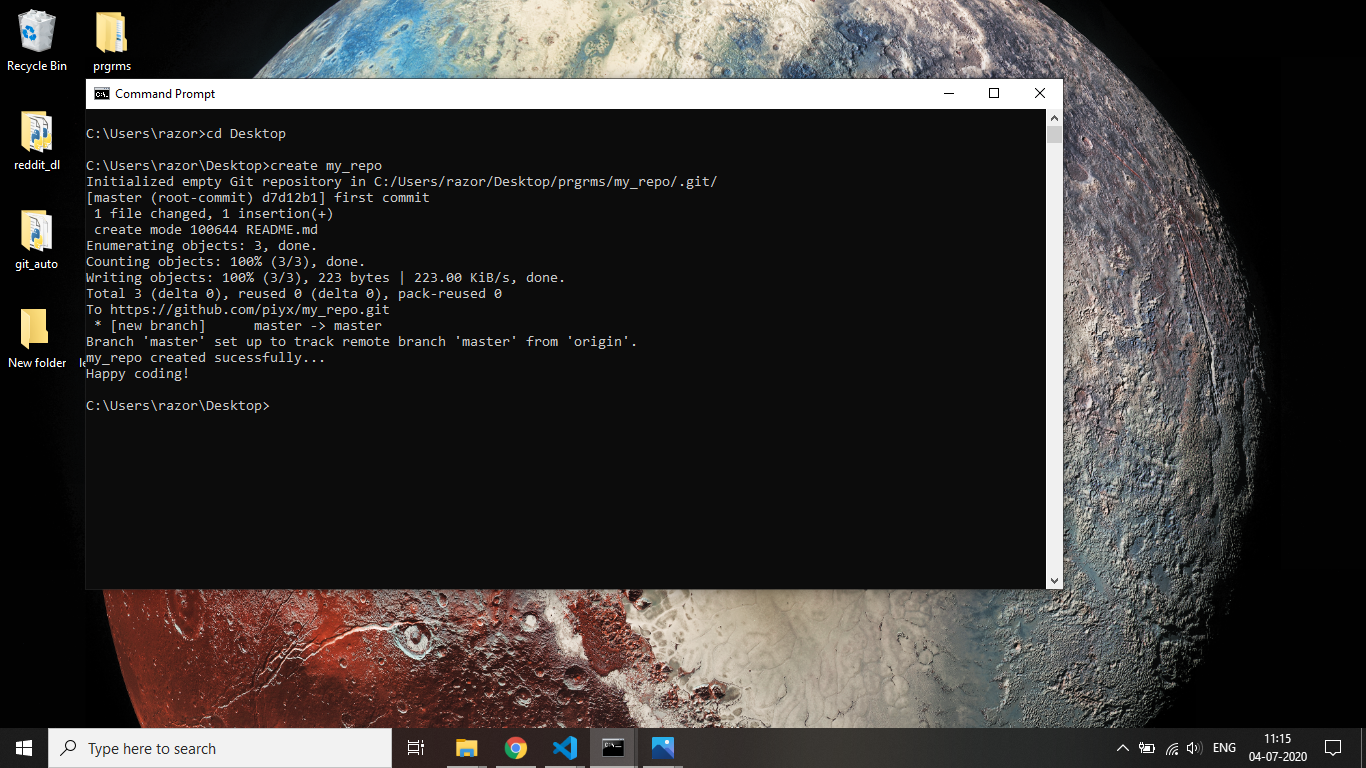 Recycle Bin
prgrms
reddit_dl
git_auto
New folder
Command Prompt
C:\Users\razor>cd Desktop
C:\Users\razor\Desktop>create my_repo
Initialized empty Git repository in C:/Users/razor/Desktop/prgrms/my_repo/.git/
[master (root-commit) d7d12b1] first commit
 1 file changed, 1 insertion(+)
 create mode 100644 README.md
Enumerating objects: 3, done.
Counting objects: 100% (3/3), done.
Writing objects: 100% (3/3), 223 bytes | 223.00 KiB/s, done.
Total 3 (delta 0), reused 0 (delta 0), pack-reused 0
To https://github.com/piyx/my_repo.git
 * [new branch]      master -> master
Branch 'master' set up to track remote branch 'master' from 'origin'.
my_repo created sucessfully...
Happy coding!
C:\Users\razor\Desktop>
Type here to search
ENG
11:15
04-07-2020